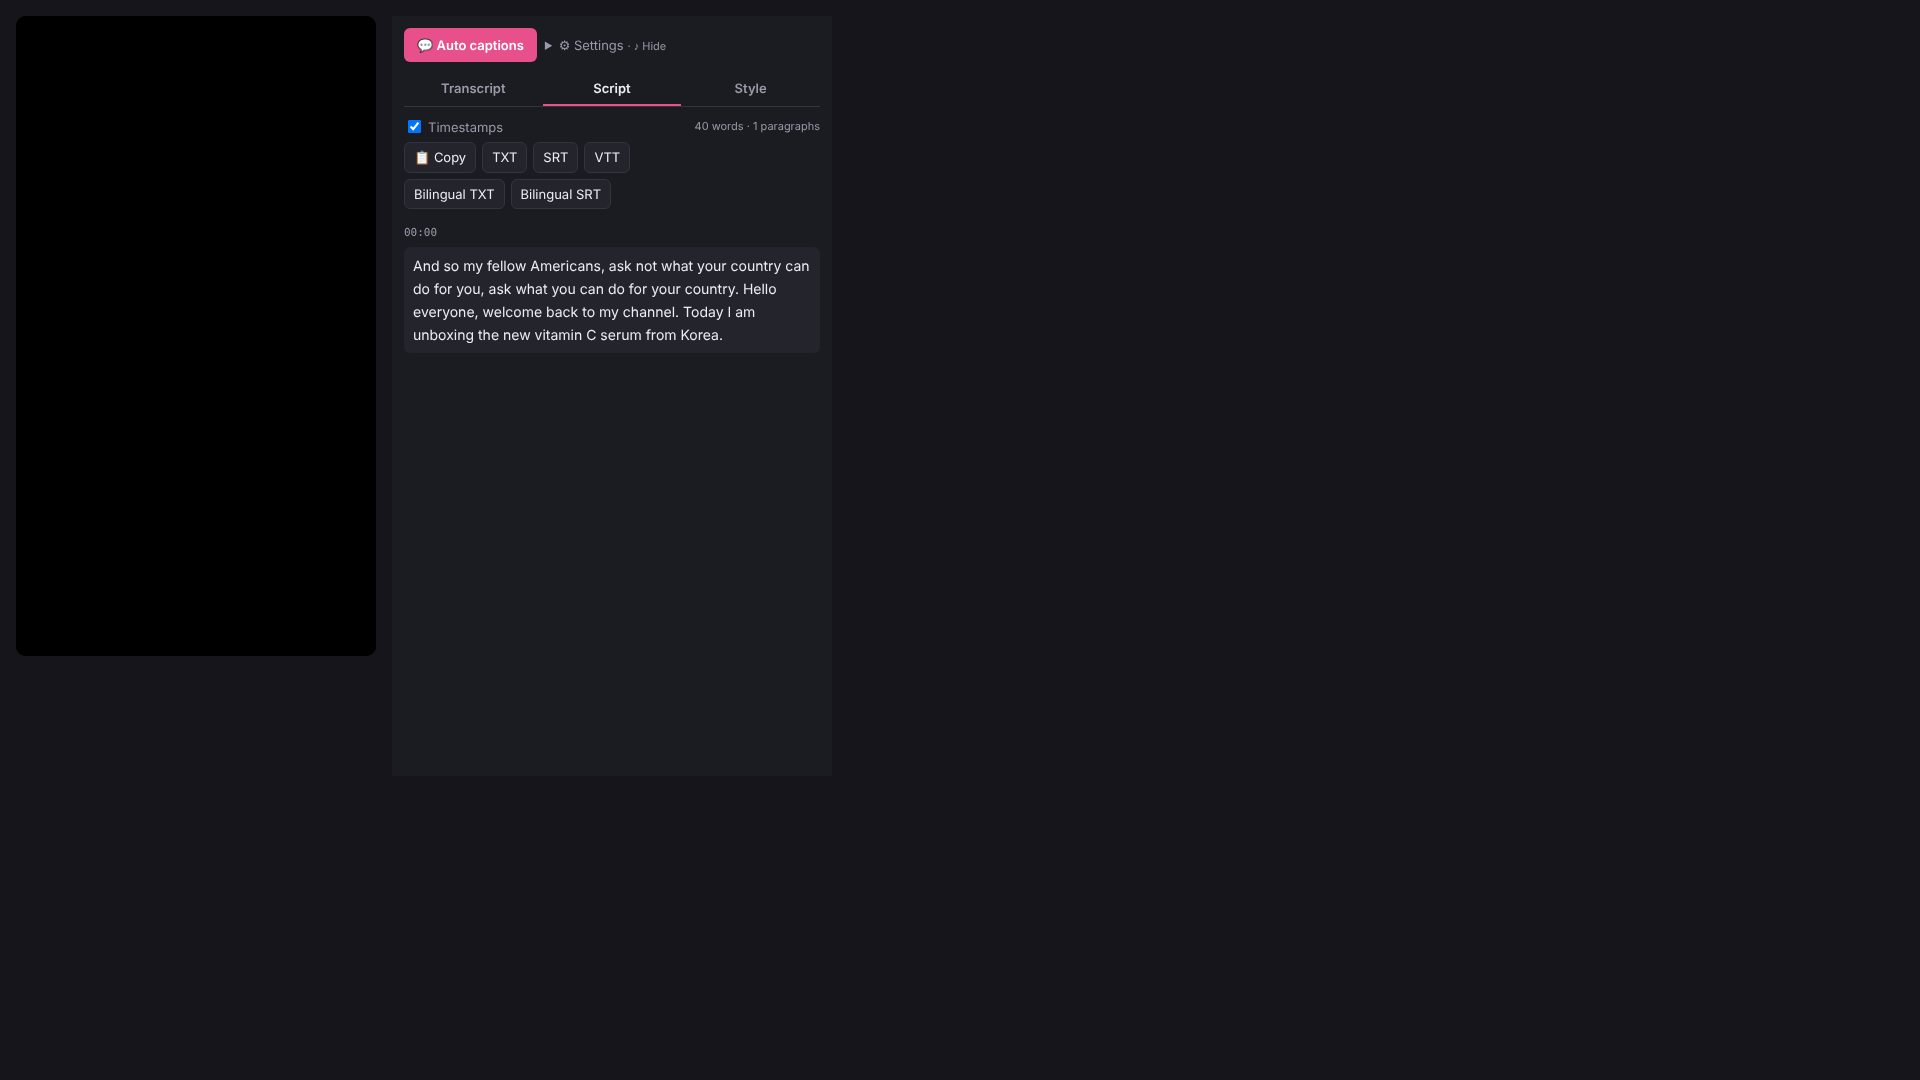 💬 Auto captions ▶ ⚙ Settings · ♪ Hide
Transcript Script Style
Timestamps 40 words · 1 paragraphs
📋 Copy TXT SRT VTT
Bilingual TXT Bilingual SRT
00:00
And so my fellow Americans, ask not what your country can
do for you, ask what you can do for your country. Hello
everyone, welcome back to my channel. Today I am
unboxing the new vitamin C serum from Korea.